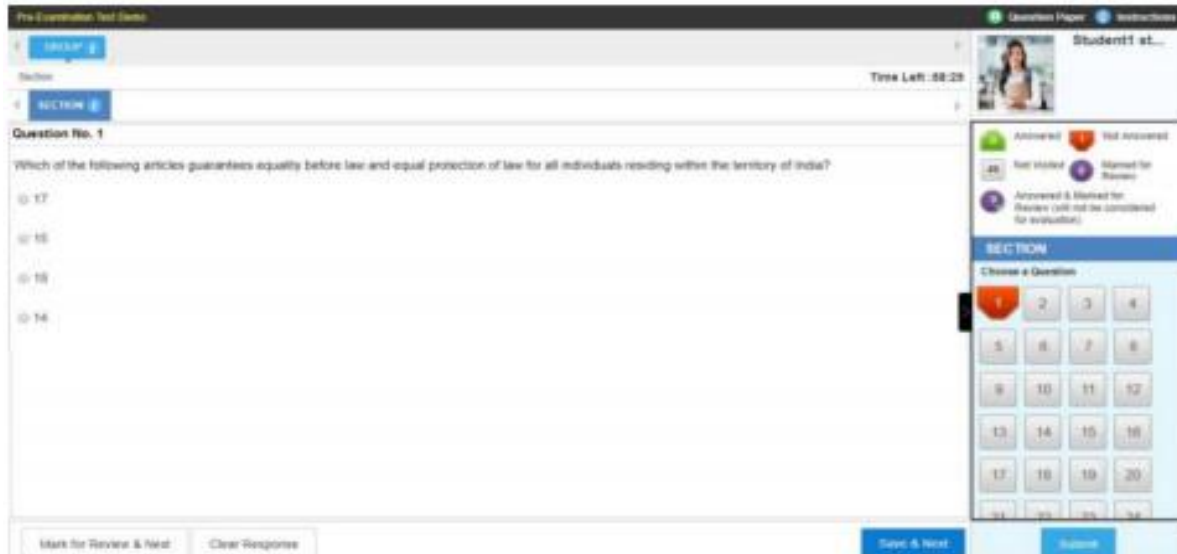 Pre-Examination Test Demo
Question Paper
Instructions
GROUP
Student1 st...
Section
Time Left :
SECTION
Question No. 1
Which of the following articles guarantees equality before law and equal protection of law for all individuals residing within the territory of India?
17
15
14
Answered
Not Answered
Not Visited
Marked for
Review
Answered & Marked for
Review (will not be considered
for evaluation)
SECTION
Choose a Question
1 2 3 4
5 6 7 8
9 10 11 12
13 14 15 16
17 18 19 20
21 22 23 24
Mark for Review & Next
Clear Response
Save & Next
Submit